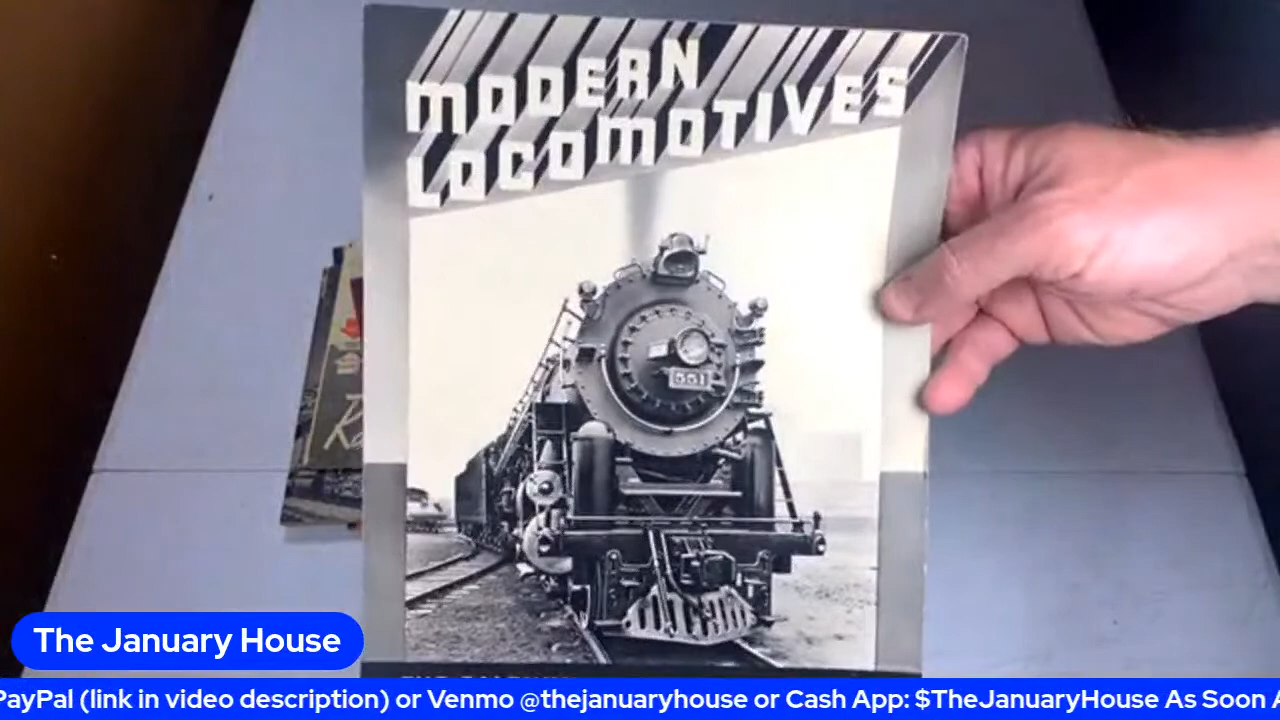 MODERN
LOCOMOTIVES
551
The January House
PayPal (link in video description) or Venmo @thejanuaryhouse or Cash App: $TheJanuaryHouse As Soon A